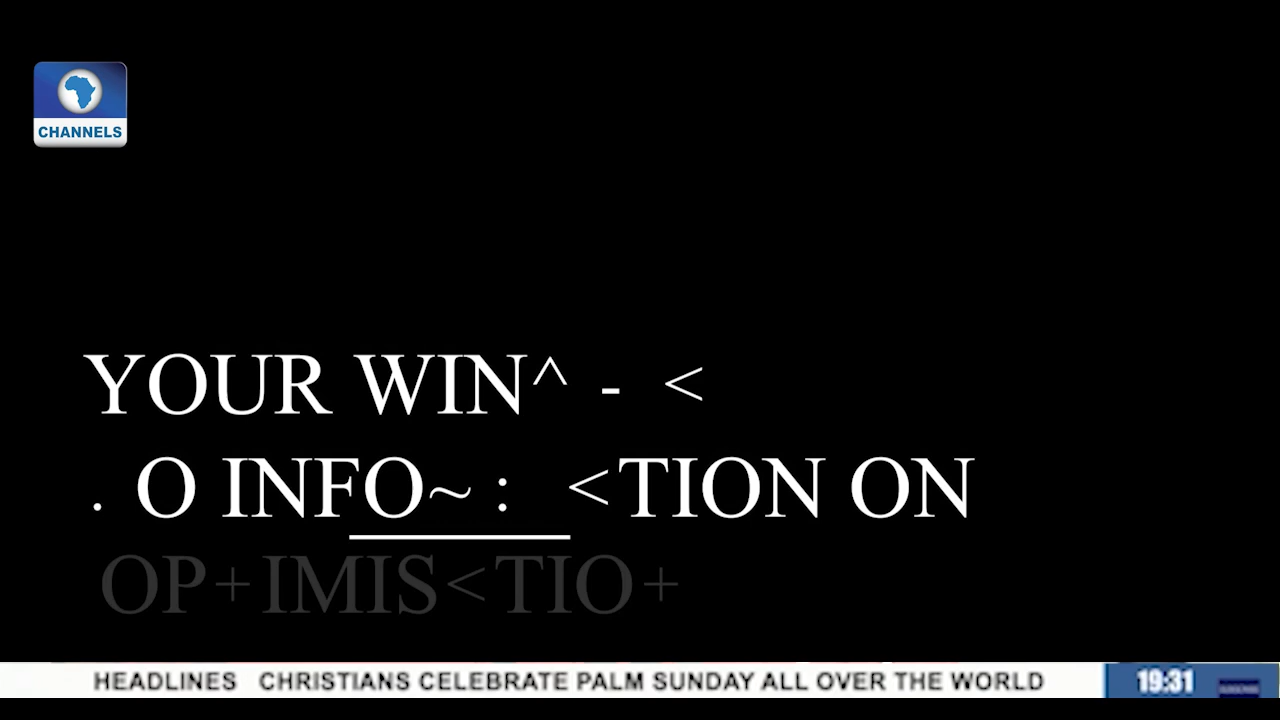 CHANNELS
YOUR WIN^ - <
. O INFO~ : <TION ON
OP+IMIS<TIO+
HEADLINES CHRISTIANS CELEBRATE PALM SUNDAY ALL OVER THE WORLD 19:31